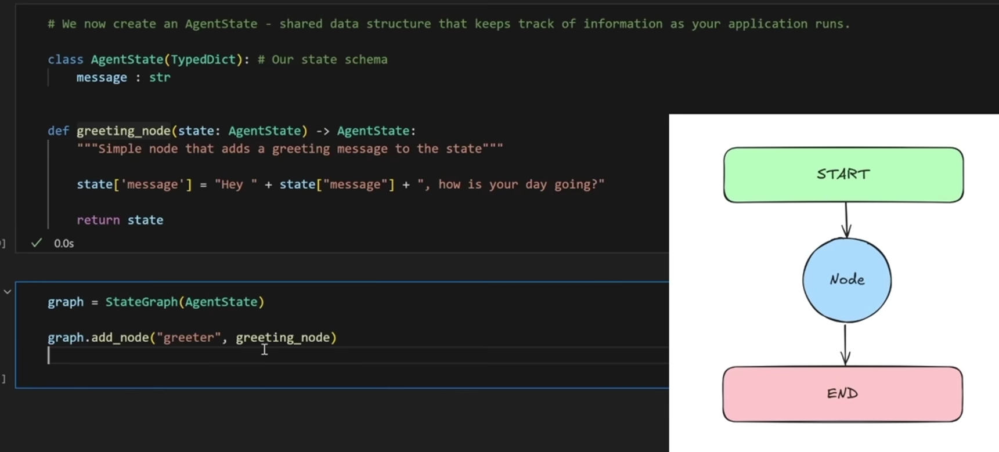 # We now create an AgentState - shared data structure that keeps track of information as your application runs.
class AgentState(TypedDict): # Our state schema
message : str
def greeting_node(state: AgentState) -> AgentState:
"""Simple node that adds a greeting message to the state"""
state['message'] = "Hey " + state["message"] + ", how is your day going?"
return state
] ✓ 0.0s
graph = StateGraph(AgentState)
graph.add_node("greeter", greeting_node)
]
START
Node
END